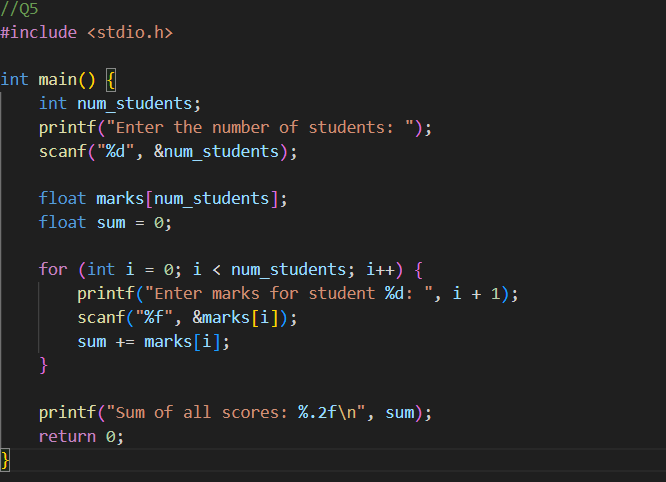 //Q5
#include <stdio.h>
int main() {
    int num_students;
    printf("Enter the number of students: ");
    scanf("%d", &num_students);
    float marks[num_students];
    float sum = 0;
    for (int i = 0; i < num_students; i++) {
        printf("Enter marks for student %d: ", i + 1);
        scanf("%f", &marks[i]);
        sum += marks[i];
    }
    printf("Sum of all scores: %.2f\n", sum);
    return 0;
}